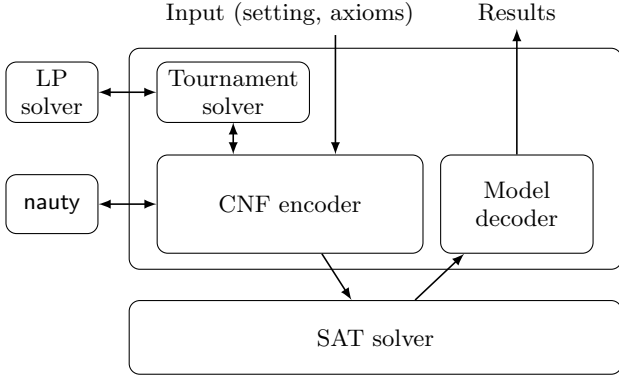 Input (setting, axioms)
Results
LP
solver
Tournament
solver
nauty
CNF encoder
Model
decoder
SAT solver